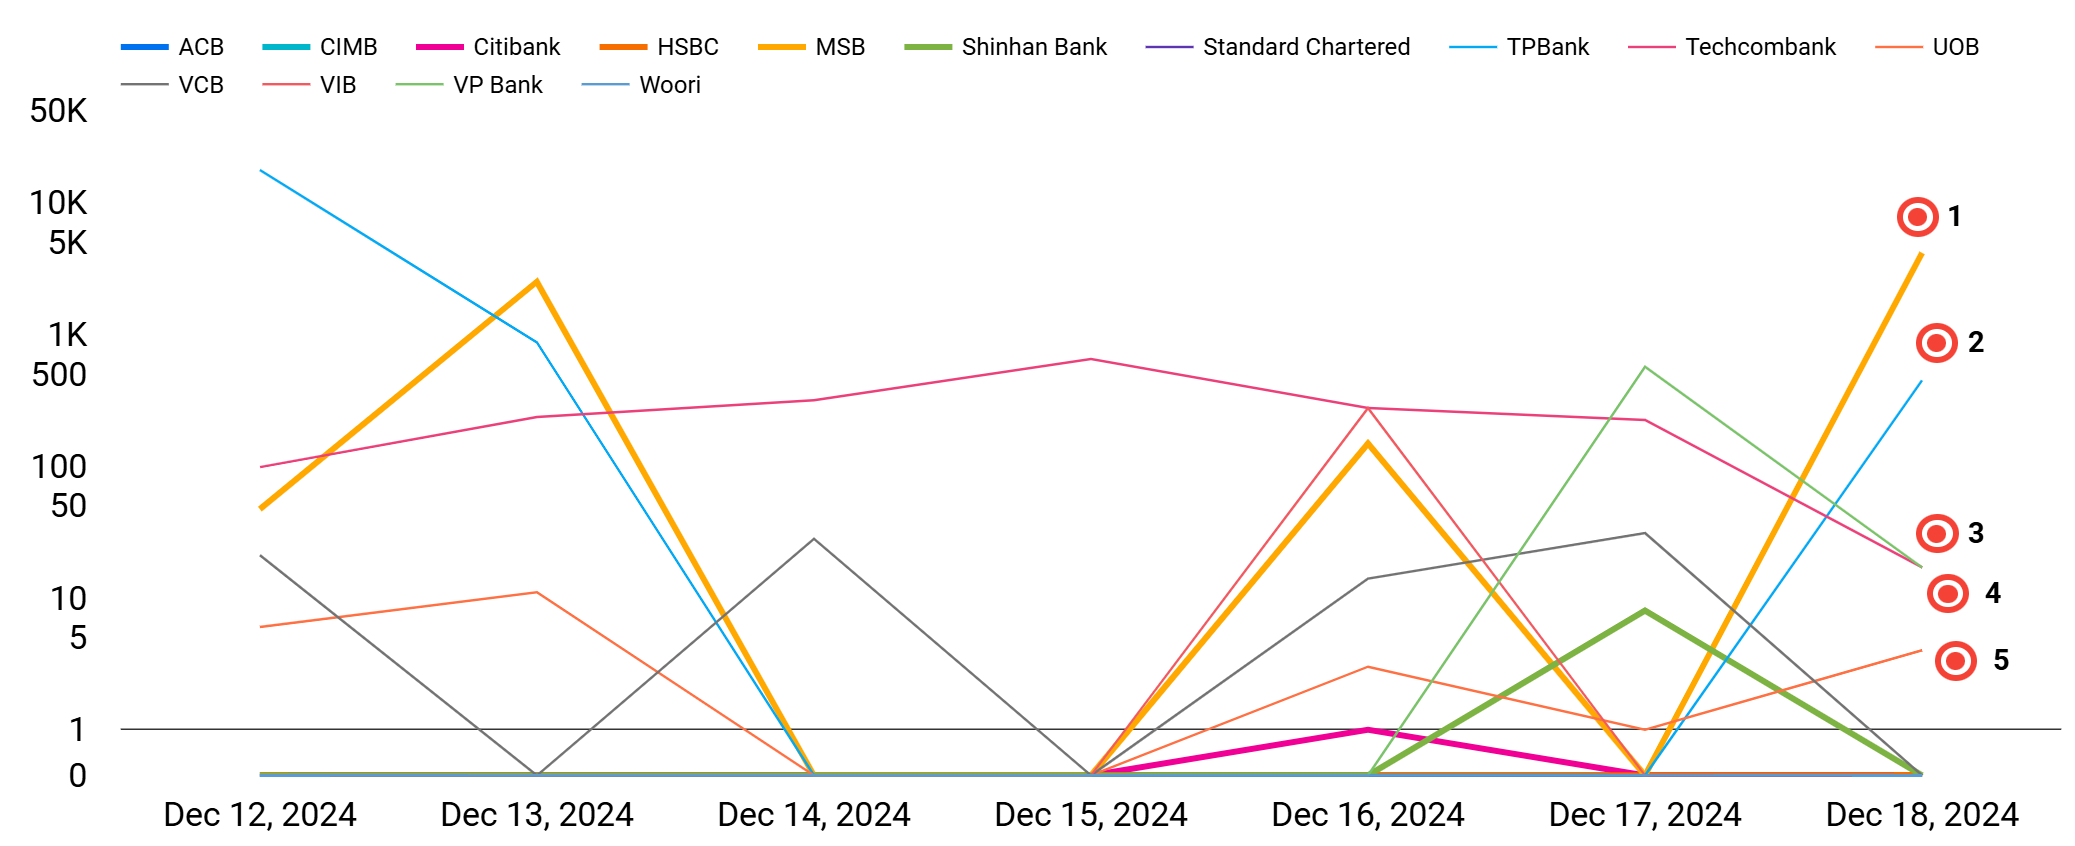 ACB CIMB Citibank HSBC MSB Shinhan Bank Standard Chartered TPBank Techcombank UOB
VCB VIB VP Bank Woori
50K
10K
5K
1K
500
100
50
10
5
1
0
1
2
3
4
5
Dec 12, 2024 Dec 13, 2024 Dec 14, 2024 Dec 15, 2024 Dec 16, 2024 Dec 17, 2024 Dec 18, 2024